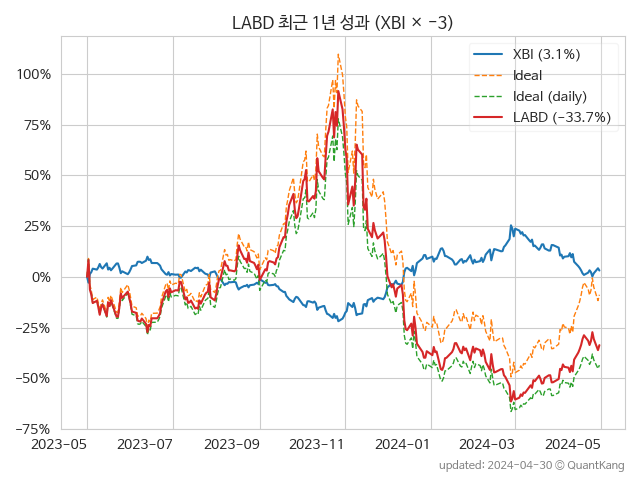 LABD 최근 1년 성과 (XBI × −3)
XBI (3.1%)
Ideal
Ideal (daily)
LABD (−33.7%)
100%
75%
50%
25%
0%
−25%
−50%
−75%
2023-05 2023-07 2023-09 2023-11 2024-01 2024-03 2024-05
updated: 2024-04-30 © QuantKang